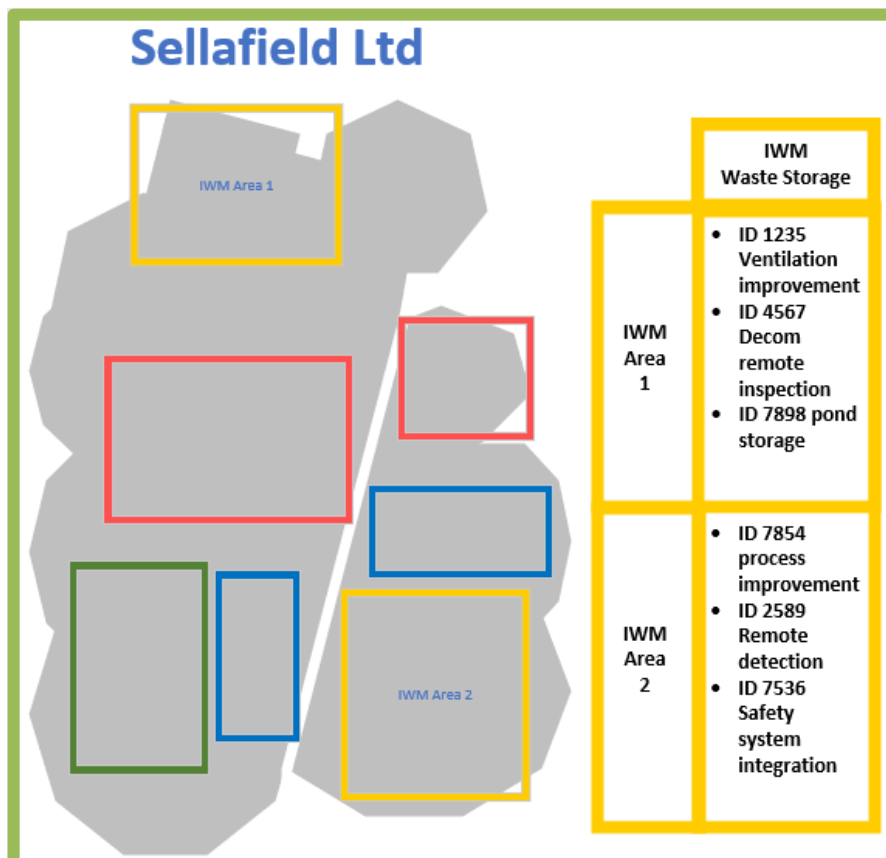 Sellafield Ltd
IWM Area 1
IWM Area 2
IWM
Waste Storage
IWM
Area
1
• ID 1235
Ventilation
improvement
• ID 4567
Decom
remote
inspection
• ID 7898 pond
storage
IWM
Area
2
• ID 7854
process
improvement
• ID 2589
Remote
detection
• ID 7536
Safety
system
integration